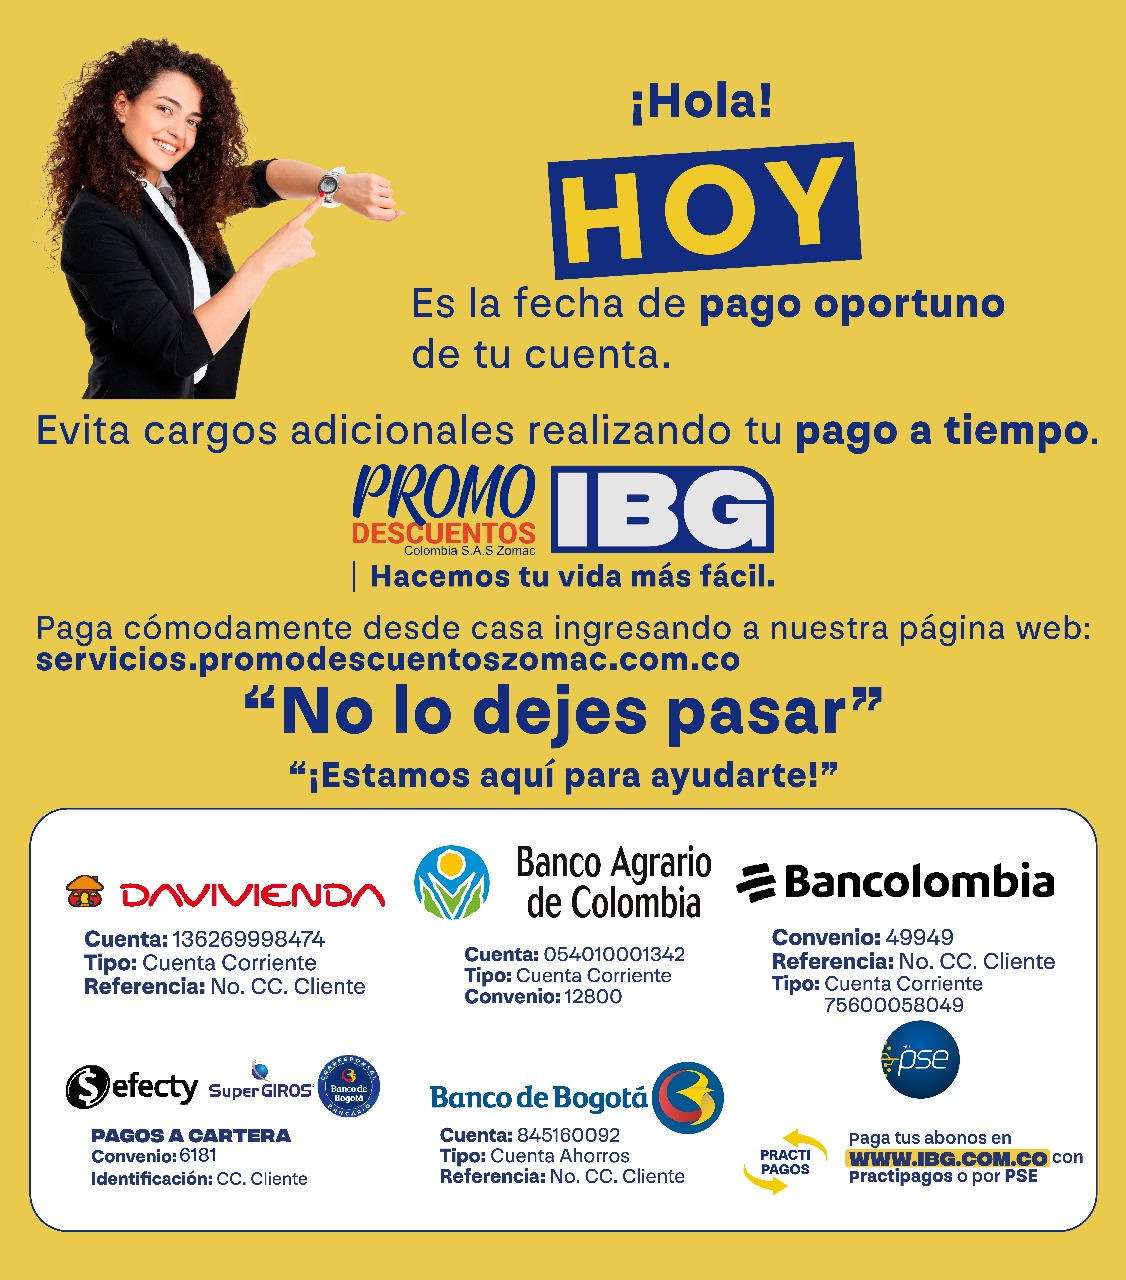 ¡Hola!
HOY
Es la fecha de pago oportuno
de tu cuenta.
Evita cargos adicionales realizando tu pago a tiempo.
PROMO
DESCUENTOS
Colombia S.A.S Zomac
IBG
| Hacemos tu vida más fácil.
Paga cómodamente desde casa ingresando a nuestra página web:
servicios.promodescuentoszomac.com.co
“No lo dejes pasar”
“¡Estamos aquí para ayudarte!”
DAVIVIENDA
Cuenta: 136269998474
Tipo: Cuenta Corriente
Referencia: No. CC. Cliente
Banco Agrario
de Colombia
Cuenta: 054010001342
Tipo: Cuenta Corriente
Convenio: 12800
Bancolombia
Convenio: 49949
Referencia: No. CC. Cliente
Tipo: Cuenta Corriente
75600058049
pse
efecty
SuperGIROS
CORRESPONSAL
Banco de
Bogotá
BANCARIO
PAGOS A CARTERA
Convenio: 6181
Identificación: CC. Cliente
Banco de Bogotá
Cuenta: 845160092
Tipo: Cuenta Ahorros
Referencia: No. CC. Cliente
PRACTI
PAGOS
Paga tus abonos en
WWW.IBG.COM.CO con
Practipagos o por PSE